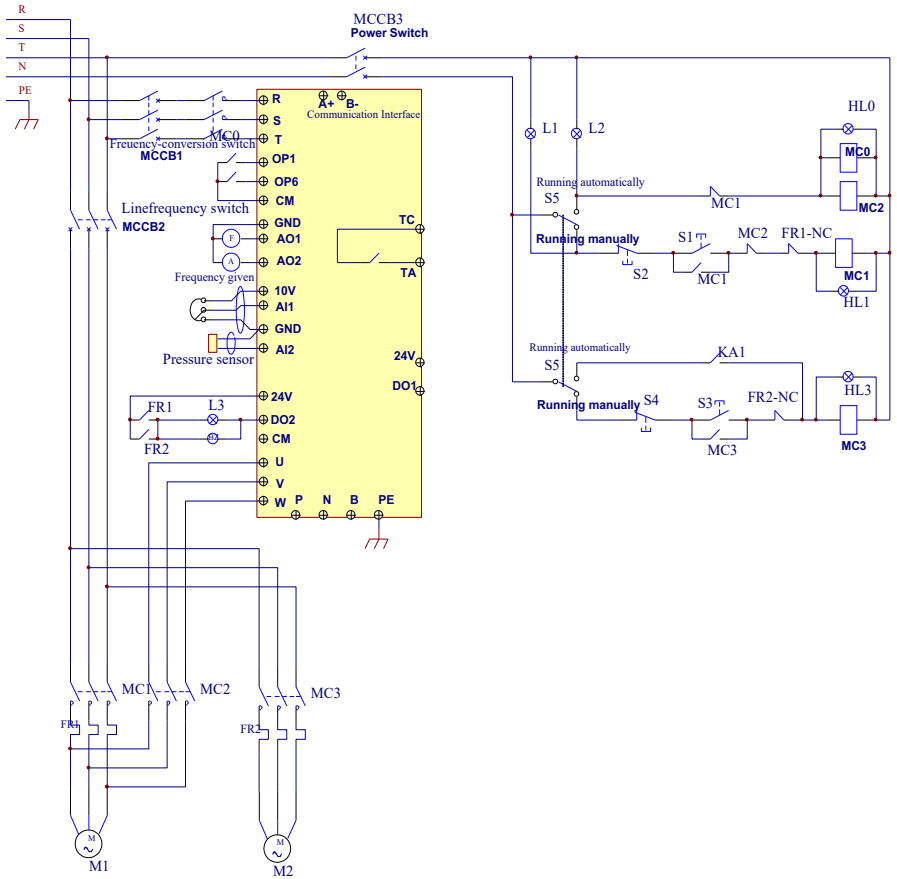 R
S
T
N
PE
MCCB3
Power Switch
A+
B-
Communication Interface
R
S
T
MC0
Freuency-conversion switch
MCCB1
OP1
OP6
CM
Linefrequency switch
MCCB2
GND
AO1
F
AO2
A
Frequency given
10V
AI1
GND
AI2
Pressure sensor
TC
TA
24V
DO1
24V
FR1
L3
DO2
FR2
CM
U
V
W
P
N
B
PE
L1
L2
HL0
MC0
MC2
Running automatically
S5
MC1
Running manually
S1
S2
MC1
MC2
FR1-NC
MC1
HL1
Running automatically
S5
KA1
Running manually
S4
S3
MC3
FR2-NC
HL3
MC3
MC1
MC2
MC3
FR1
FR2
M
M1
M
M2